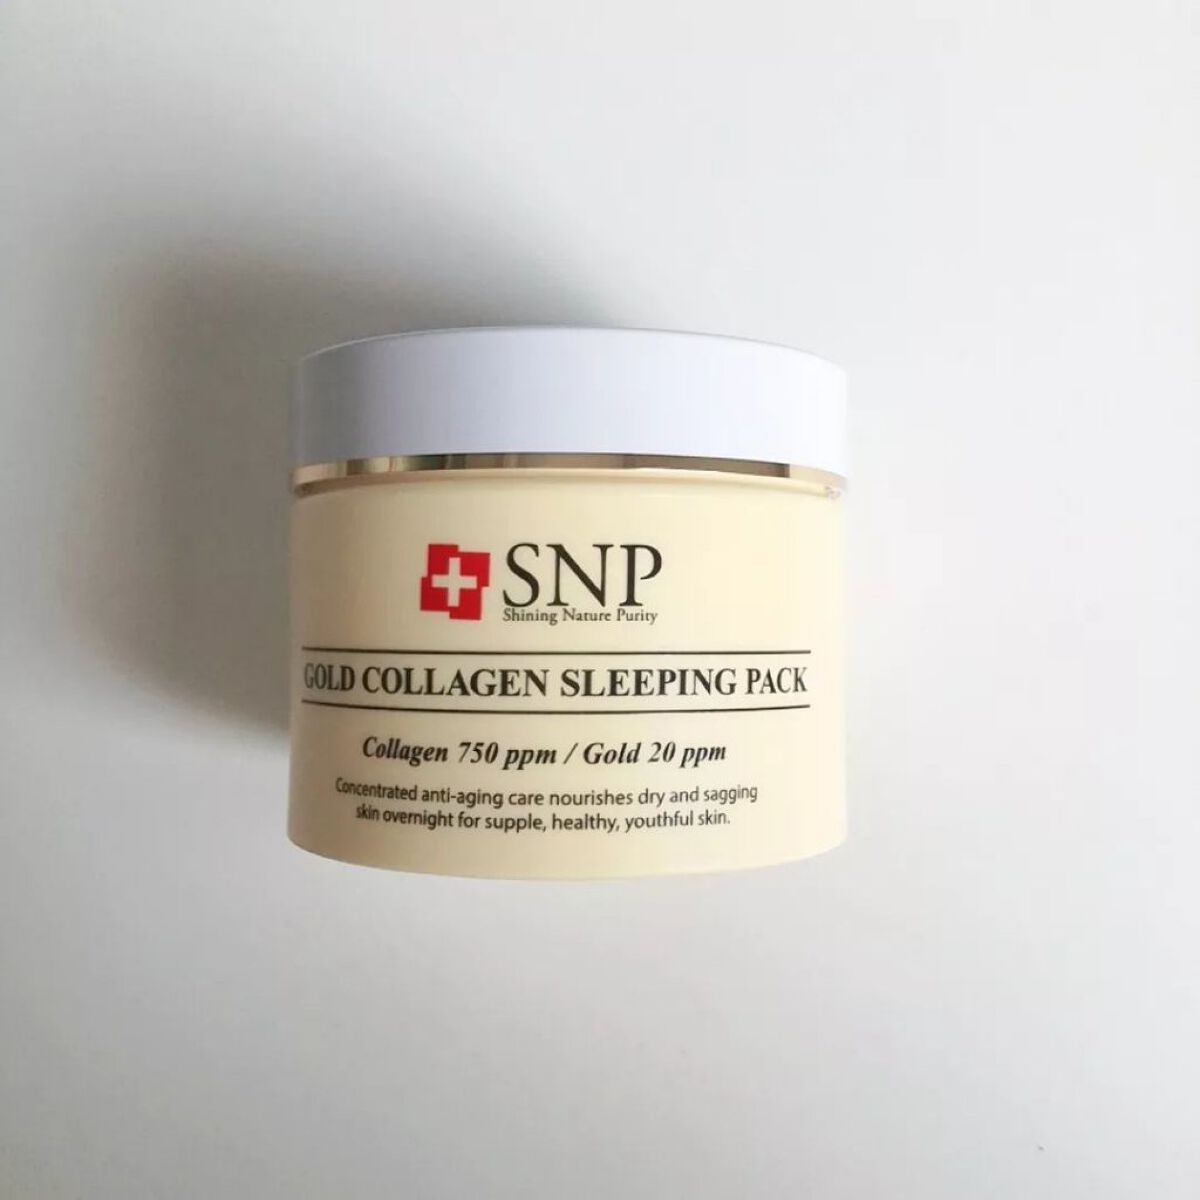 SNP
Shining Nature Purity
GOLD COLLAGEN SLEEPING PACK
Collagen 750 ppm / Gold 20 ppm
Concentrated anti-aging care nourishes dry and sagging
skin overnight for supple, healthy, youthful skin.